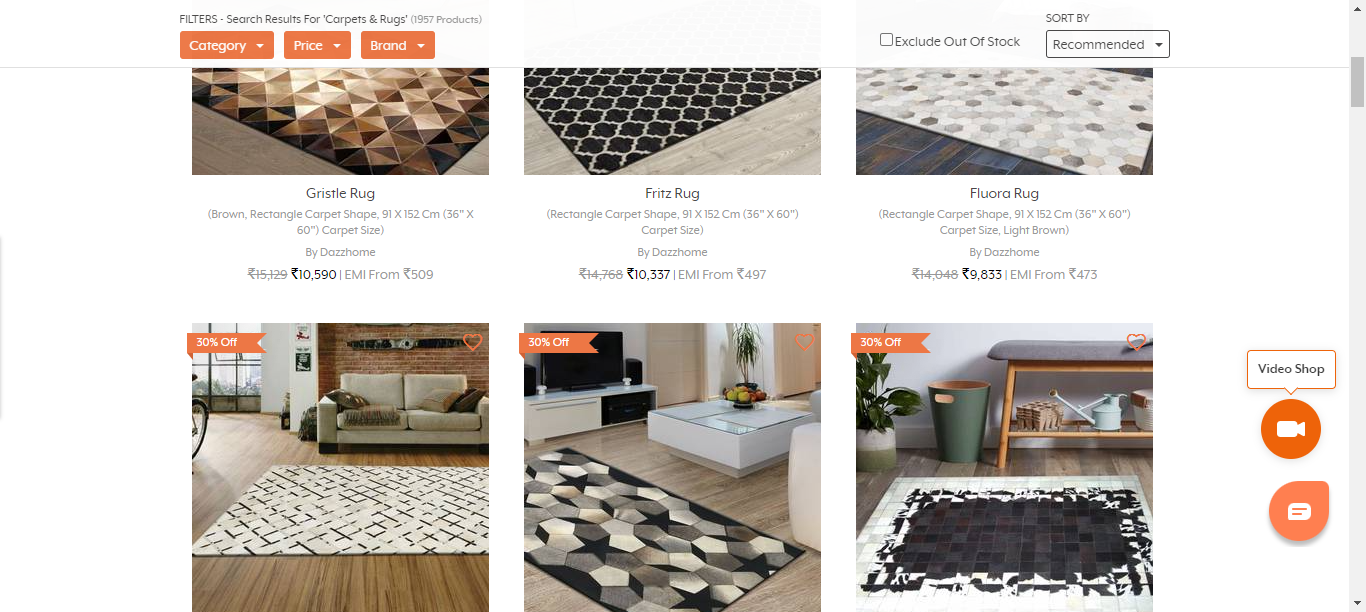 FILTERS - Search Results For 'Carpets & Rugs' (1957 Products)
Category
Price
Brand
Exclude Out Of Stock
SORT BY
Recommended
Gristle Rug
(Brown, Rectangle Carpet Shape, 91 X 152 Cm (36" X
60") Carpet Size)
By Dazzhome
₹15,129 ₹10,590 | EMI From ₹509
Fritz Rug
(Rectangle Carpet Shape, 91 X 152 Cm (36" X 60")
Carpet Size)
By Dazzhome
₹14,768 ₹10,337 | EMI From ₹497
Fluora Rug
(Rectangle Carpet Shape, 91 X 152 Cm (36" X 60")
Carpet Size, Light Brown)
By Dazzhome
₹14,048 ₹9,833 | EMI From ₹473
30% Off
30% Off
30% Off
Video Shop